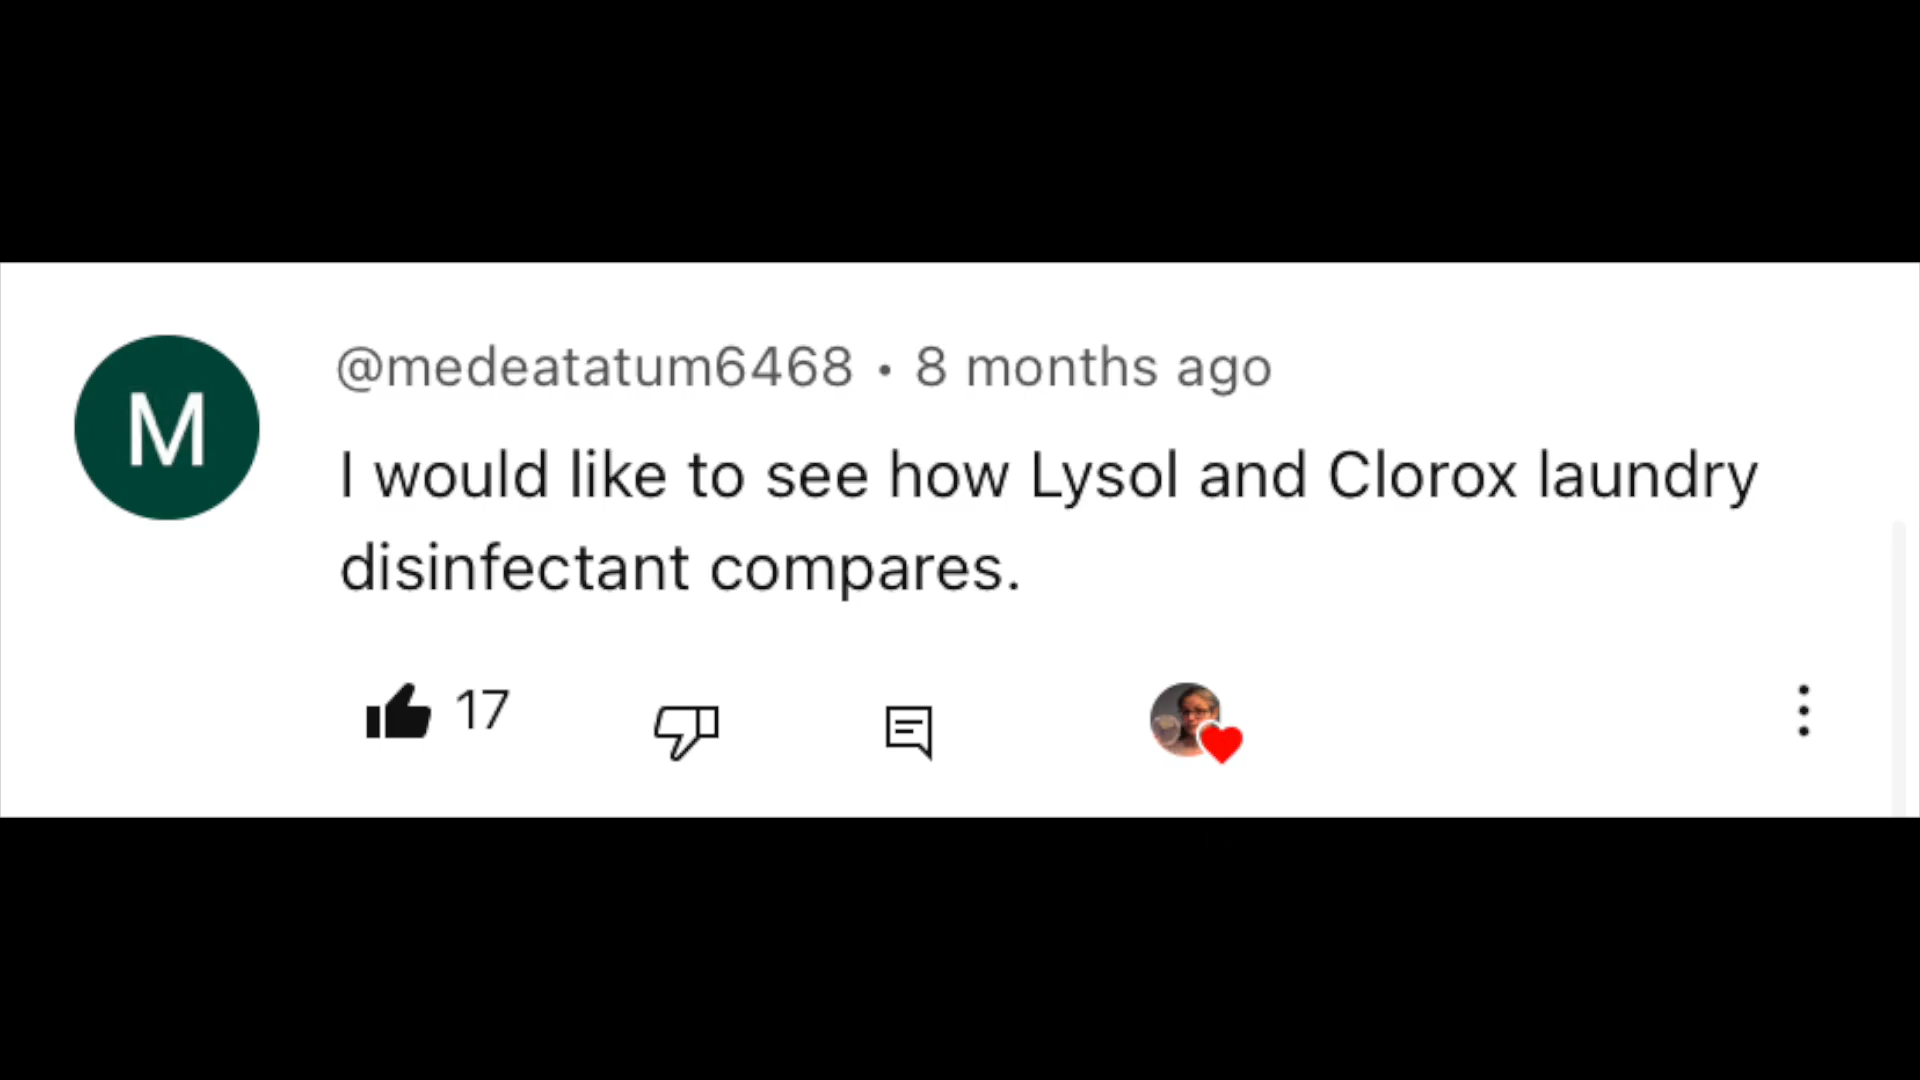 M
@medeatatum6468 • 8 months ago
I would like to see how Lysol and Clorox laundry
disinfectant compares.
17